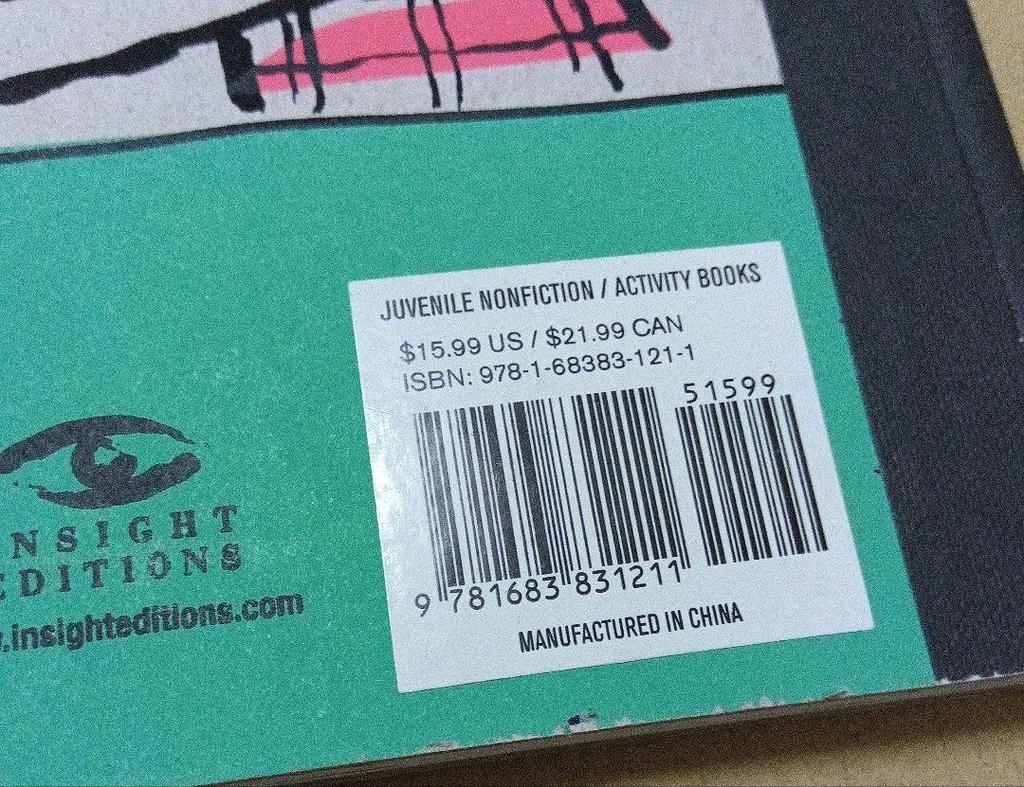 JUVENILE NONFICTION / ACTIVITY BOOKS
$15.99 US / $21.99 CAN
ISBN: 978-1-68383-121-1
51599
9 781683 831211
MANUFACTURED IN CHINA
NSIGHT
EDITIONS
.insighteditions.com